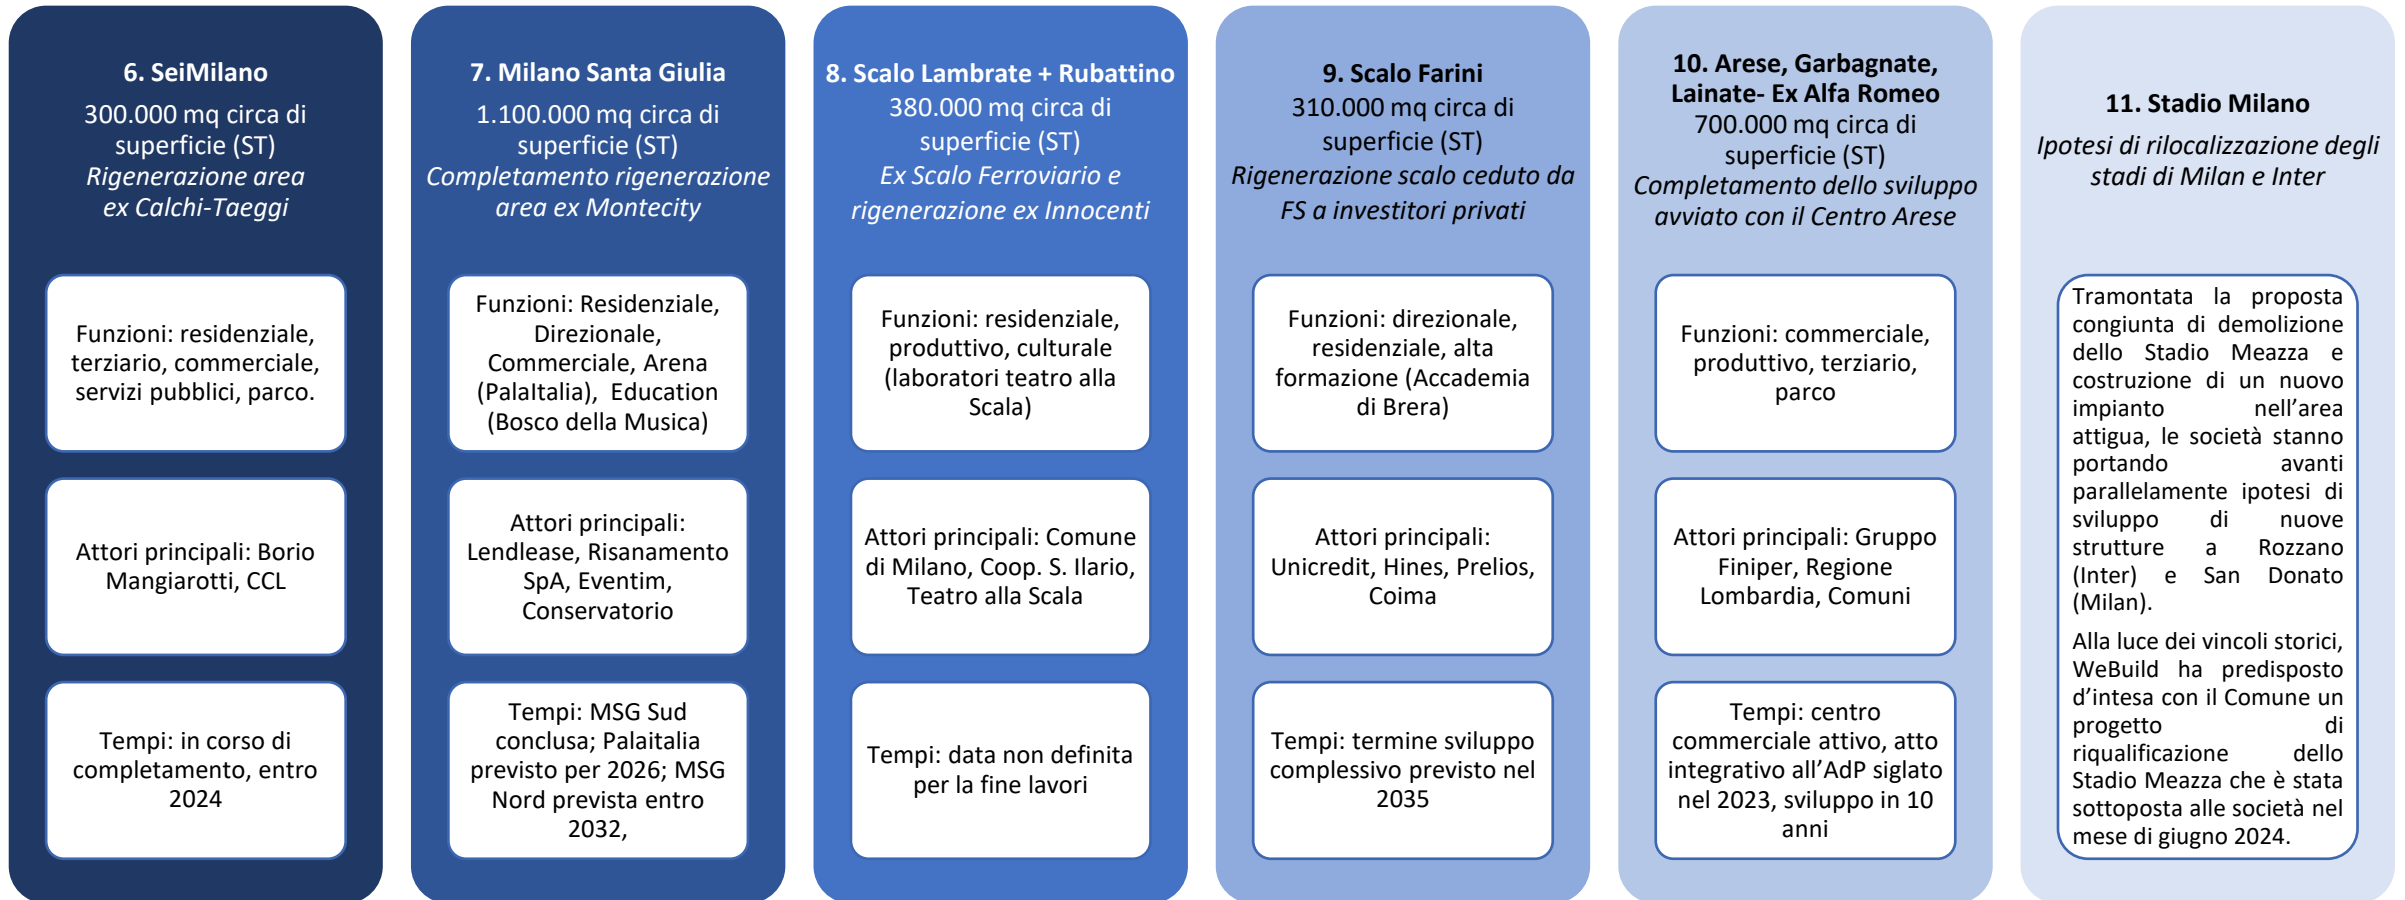 6. SeiMilano
300.000 mq circa di
superficie (ST)
Rigenerazione area
ex Calchi-Taeggi
Funzioni: residenziale,
terziario, commerciale,
servizi pubblici, parco.
Attori principali: Borio
Mangiarotti, CCL
Tempi: in corso di
completamento, entro
2024
7. Milano Santa Giulia
1.100.000 mq circa di
superficie (ST)
Completamento rigenerazione
area ex Montecity
Funzioni: Residenziale,
Direzionale,
Commerciale, Arena
(PalaItalia), Education
(Bosco della Musica)
Attori principali:
Lendlease, Risanamento
SpA, Eventim,
Conservatorio
Tempi: MSG Sud
conclusa; Palaitalia
previsto per 2026; MSG
Nord prevista entro
2032,
8. Scalo Lambrate + Rubattino
380.000 mq circa di
superficie (ST)
Ex Scalo Ferroviario e
rigenerazione ex Innocenti
Funzioni: residenziale,
produttivo, culturale
(laboratori teatro alla
Scala)
Attori principali: Comune
di Milano, Coop. S. Ilario,
Teatro alla Scala
Tempi: data non definita
per la fine lavori
9. Scalo Farini
310.000 mq circa di
superficie (ST)
Rigenerazione scalo ceduto da
FS a investitori privati
Funzioni: direzionale,
residenziale, alta
formazione (Accademia
di Brera)
Attori principali:
Unicredit, Hines, Prelios,
Coima
Tempi: termine sviluppo
complessivo previsto nel
2035
10. Arese, Garbagnate,
Lainate- Ex Alfa Romeo
700.000 mq circa di
superficie (ST)
Completamento dello sviluppo
avviato con il Centro Arese
Funzioni: commerciale,
produttivo, terziario,
parco
Attori principali: Gruppo
Finiper, Regione
Lombardia, Comuni
Tempi: centro
commerciale attivo, atto
integrativo all’AdP siglato
nel 2023, sviluppo in 10
anni
11. Stadio Milano
Ipotesi di rilocalizzazione degli
stadi di Milan e Inter
Tramontata la proposta
congiunta di demolizione
dello Stadio Meazza e
costruzione di un nuovo
impianto nell’area
attigua, le società stanno
portando avanti
parallelamente ipotesi di
sviluppo di nuove
strutture a Rozzano
(Inter) e San Donato
(Milan).
Alla luce dei vincoli storici,
WeBuild ha predisposto
d’intesa con il Comune un
progetto di
riqualificazione dello
Stadio Meazza che è stata
sottoposta alle società nel
mese di giugno 2024.